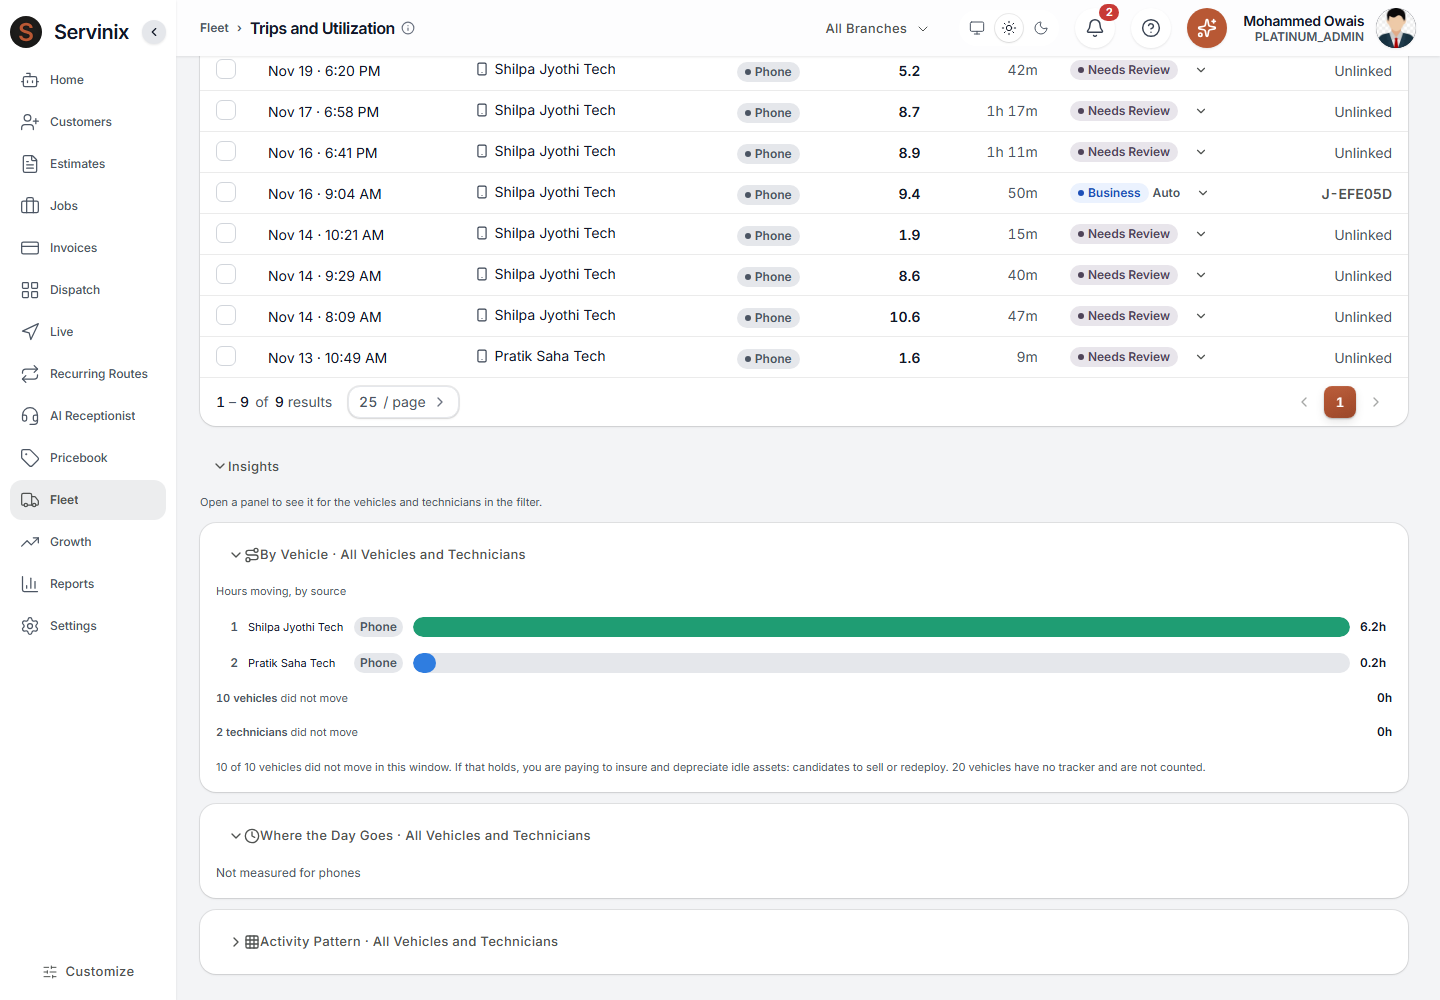 S Servinix
Fleet › Trips and Utilization
All Branches
2
Mohammed Owais
PLATINUM_ADMIN
Home
Customers
Estimates
Jobs
Invoices
Dispatch
Live
Recurring Routes
AI Receptionist
Pricebook
Fleet
Growth
Reports
Settings
Customize
Nov 19 · 6:20 PM Shilpa Jyothi Tech Phone 5.2 42m Needs Review Unlinked
Nov 17 · 6:58 PM Shilpa Jyothi Tech Phone 8.7 1h 17m Needs Review Unlinked
Nov 16 · 6:41 PM Shilpa Jyothi Tech Phone 8.9 1h 11m Needs Review Unlinked
Nov 16 · 9:04 AM Shilpa Jyothi Tech Phone 9.4 50m Business Auto J-EFE05D
Nov 14 · 10:21 AM Shilpa Jyothi Tech Phone 1.9 15m Needs Review Unlinked
Nov 14 · 9:29 AM Shilpa Jyothi Tech Phone 8.6 40m Needs Review Unlinked
Nov 14 · 8:09 AM Shilpa Jyothi Tech Phone 10.6 47m Needs Review Unlinked
Nov 13 · 10:49 AM Pratik Saha Tech Phone 1.6 9m Needs Review Unlinked
1 – 9 of 9 results 25 / page 1
Insights
Open a panel to see it for the vehicles and technicians in the filter.
By Vehicle · All Vehicles and Technicians
Hours moving, by source
1 Shilpa Jyothi Tech Phone 6.2h
2 Pratik Saha Tech Phone 0.2h
10 vehicles did not move 0h
2 technicians did not move 0h
10 of 10 vehicles did not move in this window. If that holds, you are paying to insure and depreciate idle assets: candidates to sell or redeploy. 20 vehicles have no tracker and are not counted.
Where the Day Goes · All Vehicles and Technicians
Not measured for phones
Activity Pattern · All Vehicles and Technicians